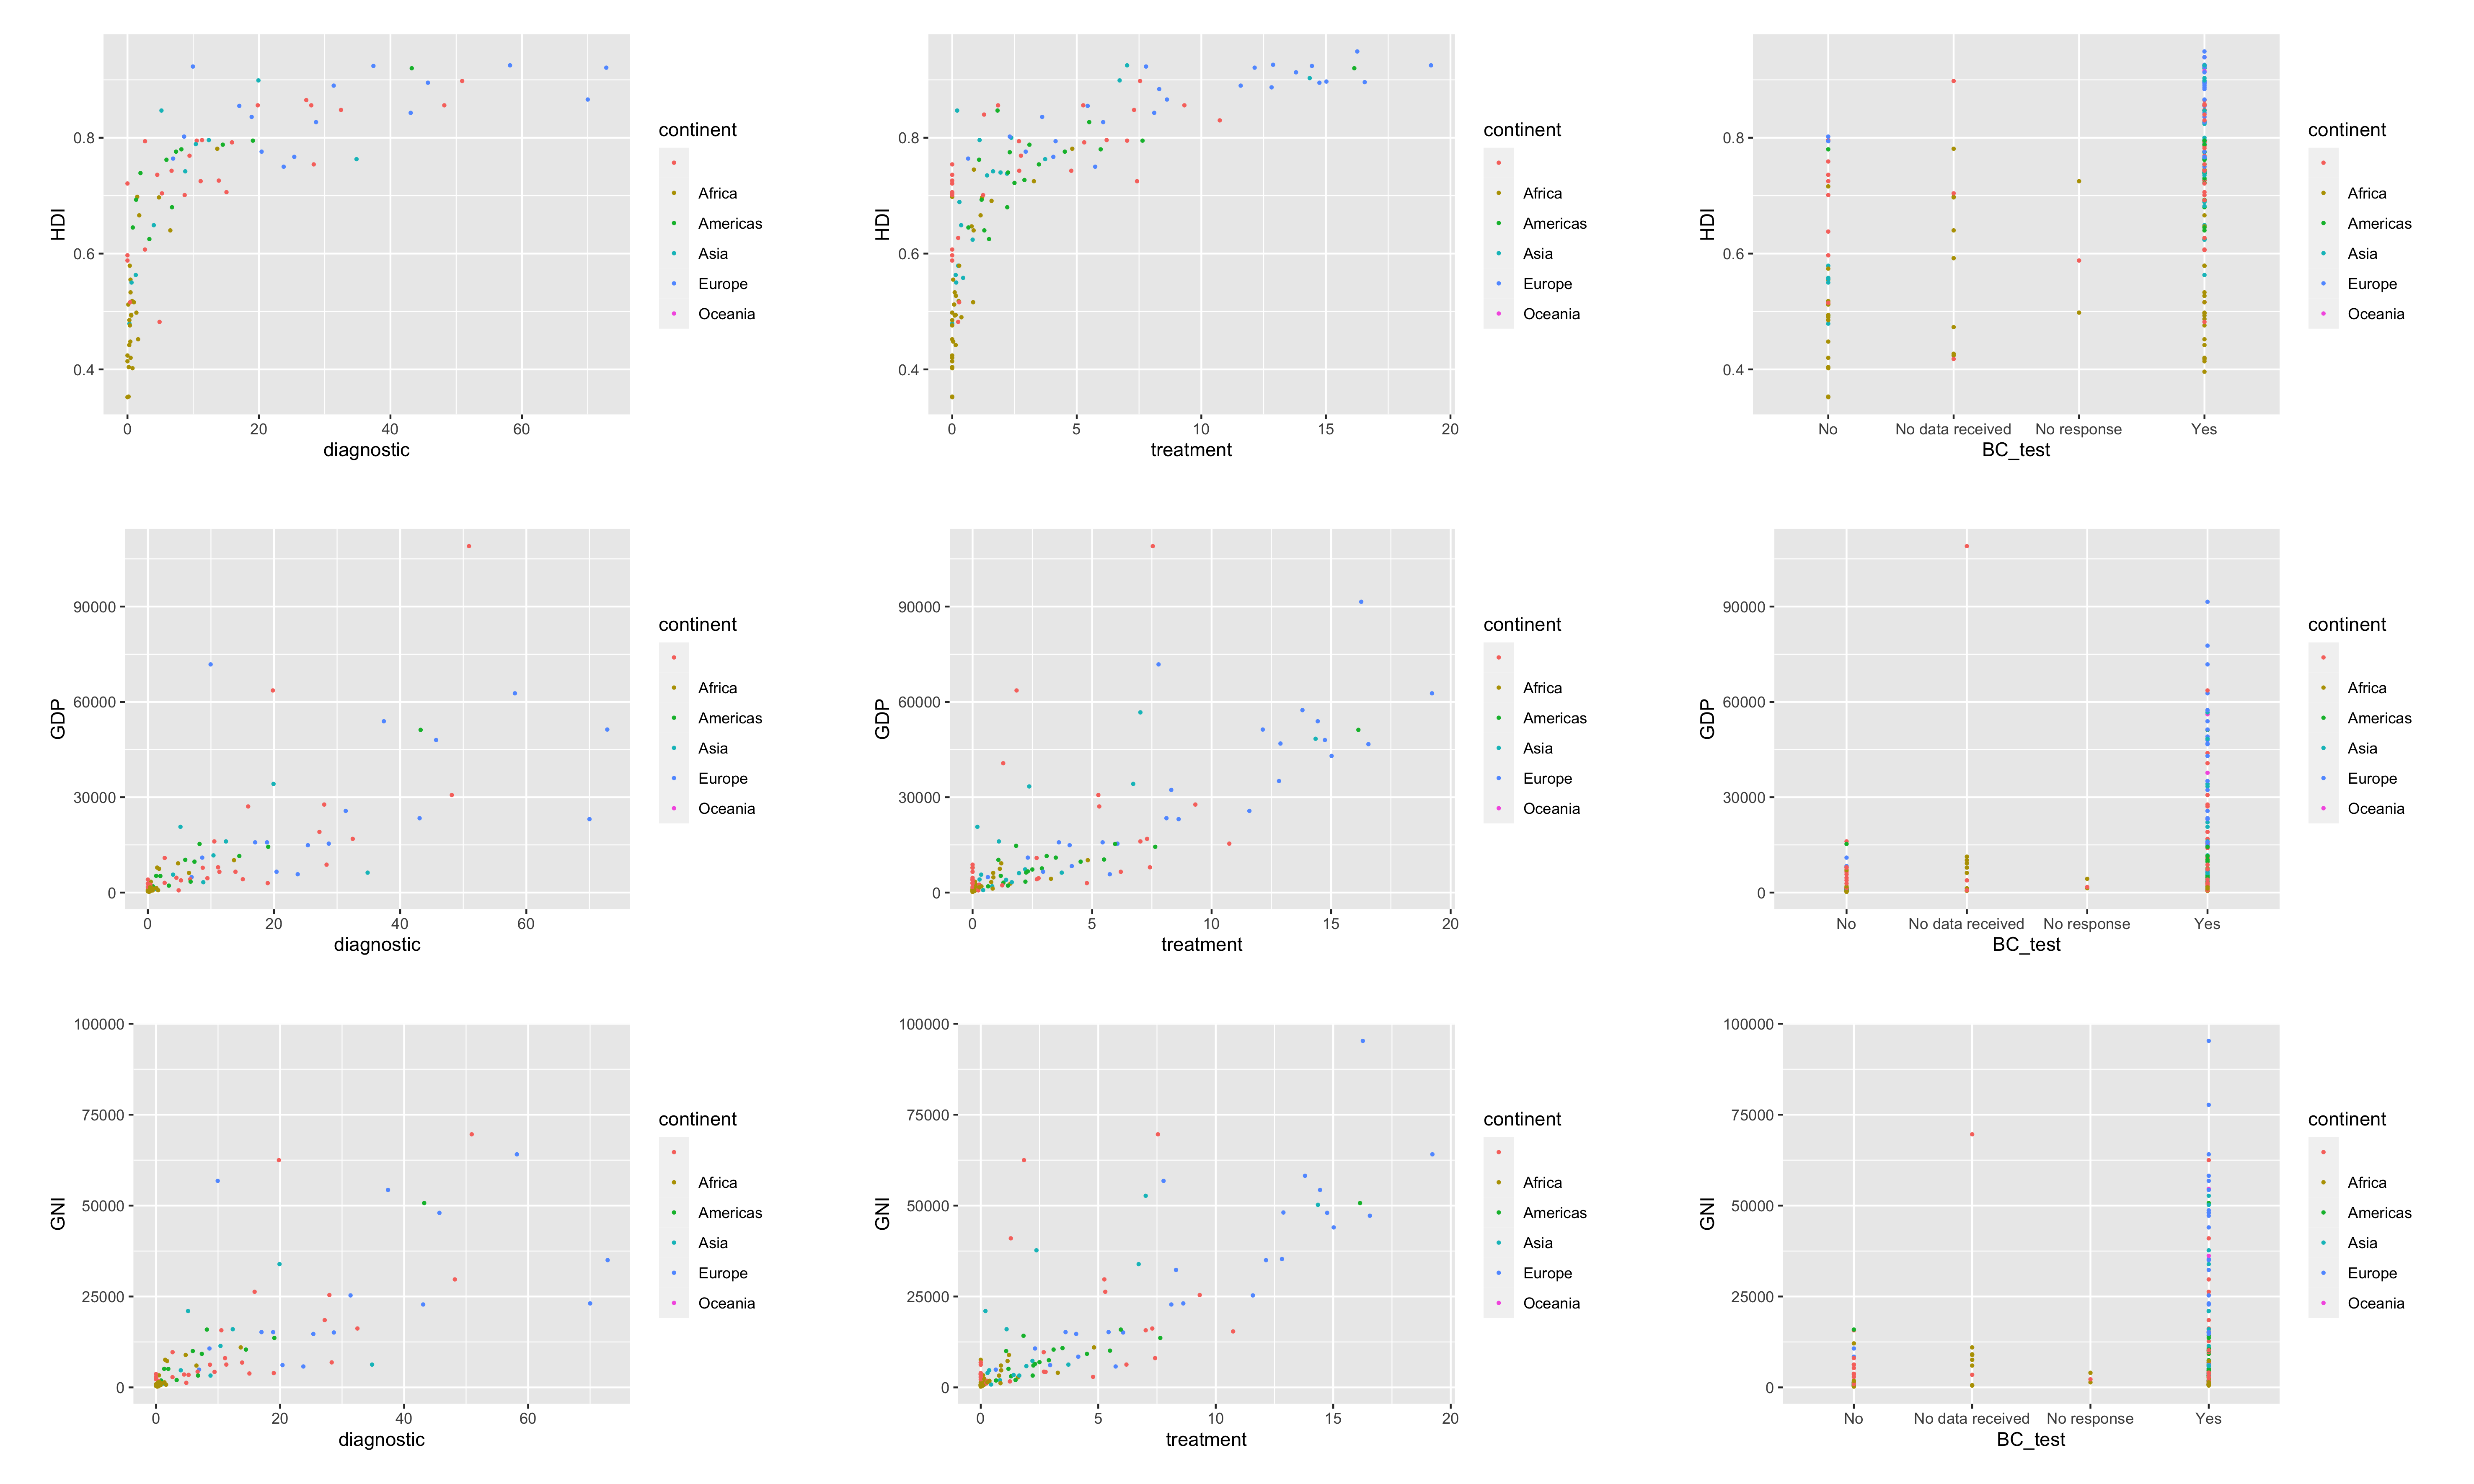 HDI
0.8
0.6
0.4
0 20 40 60
diagnostic
continent
Africa
Americas
Asia
Europe
Oceania
HDI
0.8
0.6
0.4
0 5 10 15 20
treatment
continent
Africa
Americas
Asia
Europe
Oceania
HDI
0.8
0.6
0.4
No No data received No response Yes
BC_test
continent
Africa
Americas
Asia
Europe
Oceania
GDP
90000
60000
30000
0
0 20 40 60
diagnostic
continent
Africa
Americas
Asia
Europe
Oceania
GDP
90000
60000
30000
0
0 5 10 15 20
treatment
continent
Africa
Americas
Asia
Europe
Oceania
GDP
90000
60000
30000
0
No No data received No response Yes
BC_test
continent
Africa
Americas
Asia
Europe
Oceania
GNI
100000
75000
50000
25000
0
0 20 40 60
diagnostic
continent
Africa
Americas
Asia
Europe
Oceania
GNI
100000
75000
50000
25000
0
0 5 10 15 20
treatment
continent
Africa
Americas
Asia
Europe
Oceania
GNI
100000
75000
50000
25000
0
No No data received No response Yes
BC_test
continent
Africa
Americas
Asia
Europe
Oceania